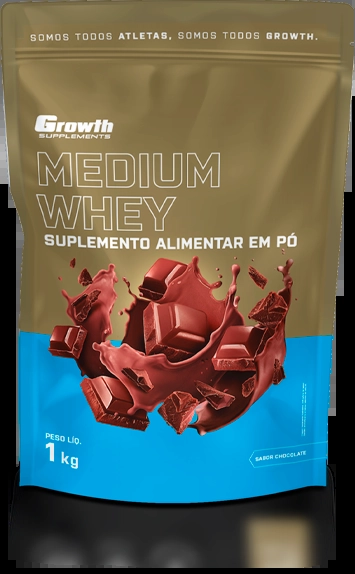 SOMOS TODOS ATLETAS, SOMOS TODOS GROWTH.
Growth
SUPPLEMENTS
MEDIUM
WHEY
SUPLEMENTO ALIMENTAR EM PÓ
PESO LÍQ.
1 kg
SABOR CHOCOLATE